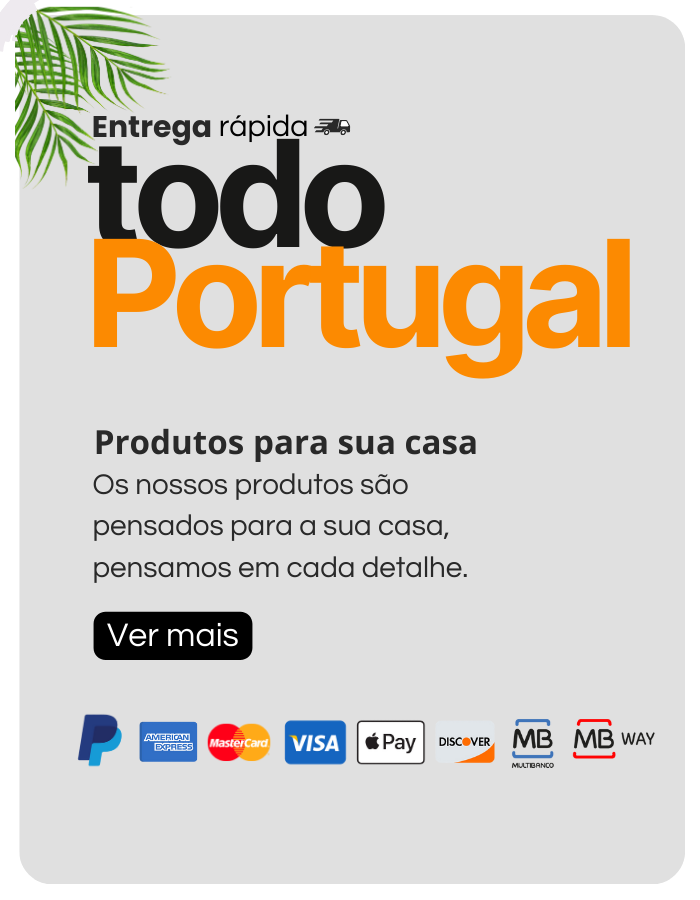 Entrega rápida
todo
Portugal
Produtos para sua casa
Os nossos produtos são
pensados para a sua casa,
pensamos em cada detalhe.
Ver mais
AMERICAN EXPRESS MasterCard VISA Pay DISCOVER MB MULTIBANCO MB WAY